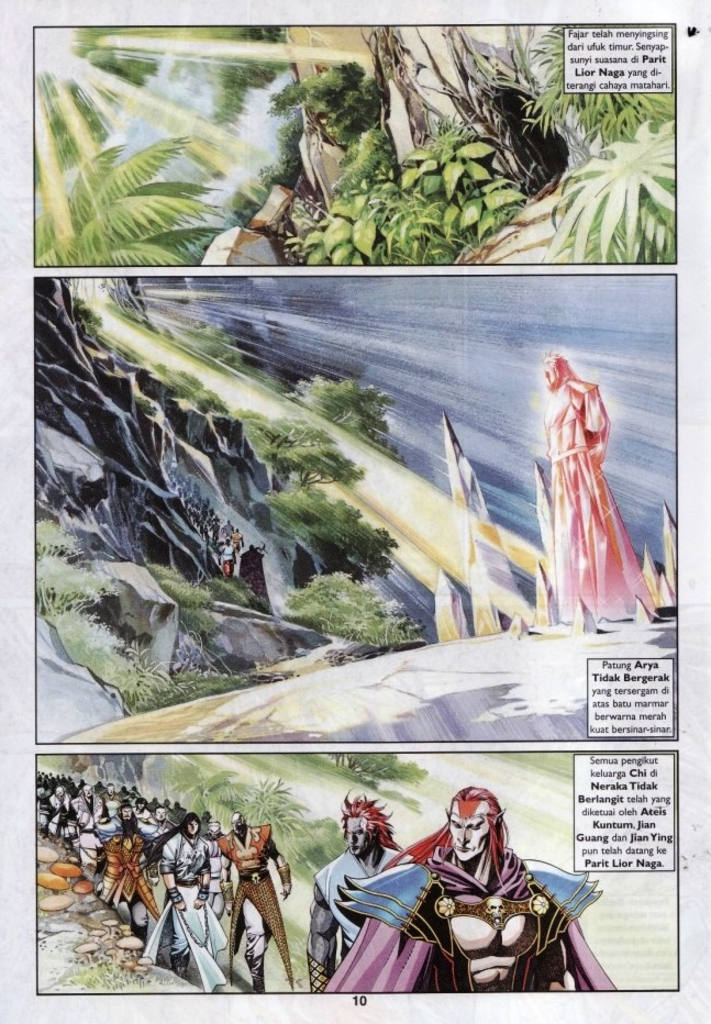 Fajar telah menyingsing
dari ufuk timur. Senyap-
sunyi suasana di Parit
Lior Naga yang di-
terangi cahaya matahari.
Patung Arya
Tidak Bergerak
yang tersergam di
atas batu marmar
berwarna merah
kuat bersinar-sinar.
Semua pengikut
keluarga Chi di
Neraka Tidak
Berlangit telah yang
diketuai oleh Ateis
Kuntum, Jian
Guang dan Jian Ying
pun telah datang ke
Parit Lior Naga.
10